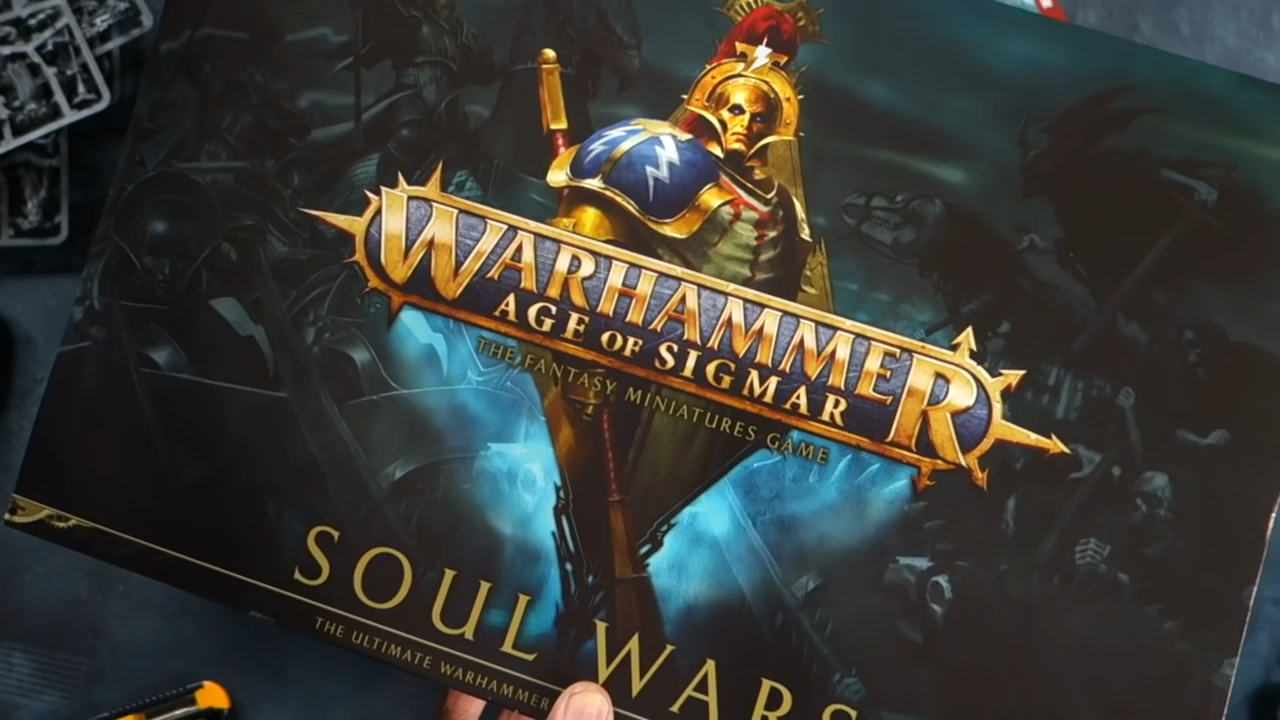 WARHAMMER
AGE OF SIGMAR
THE FANTASY MINIATURES GAME
SOUL WARS
THE ULTIMATE WARHAMMER